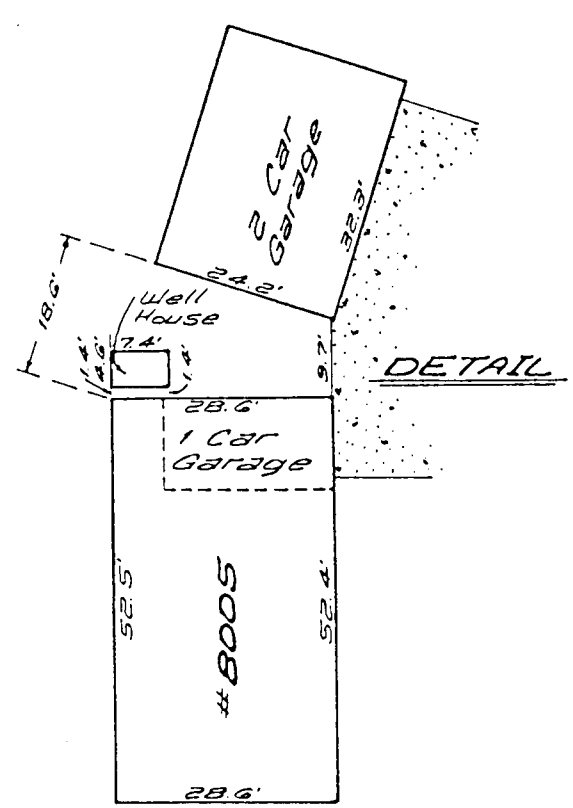 2 Car
Garage
32.3'
24.2'
18.6'
Well
House
7.4'
1.4'
4.6'
1.4'
9.7'
DETAIL
28.6'
1 Car
Garage
52.5'
#8005
52.4'
28.6'